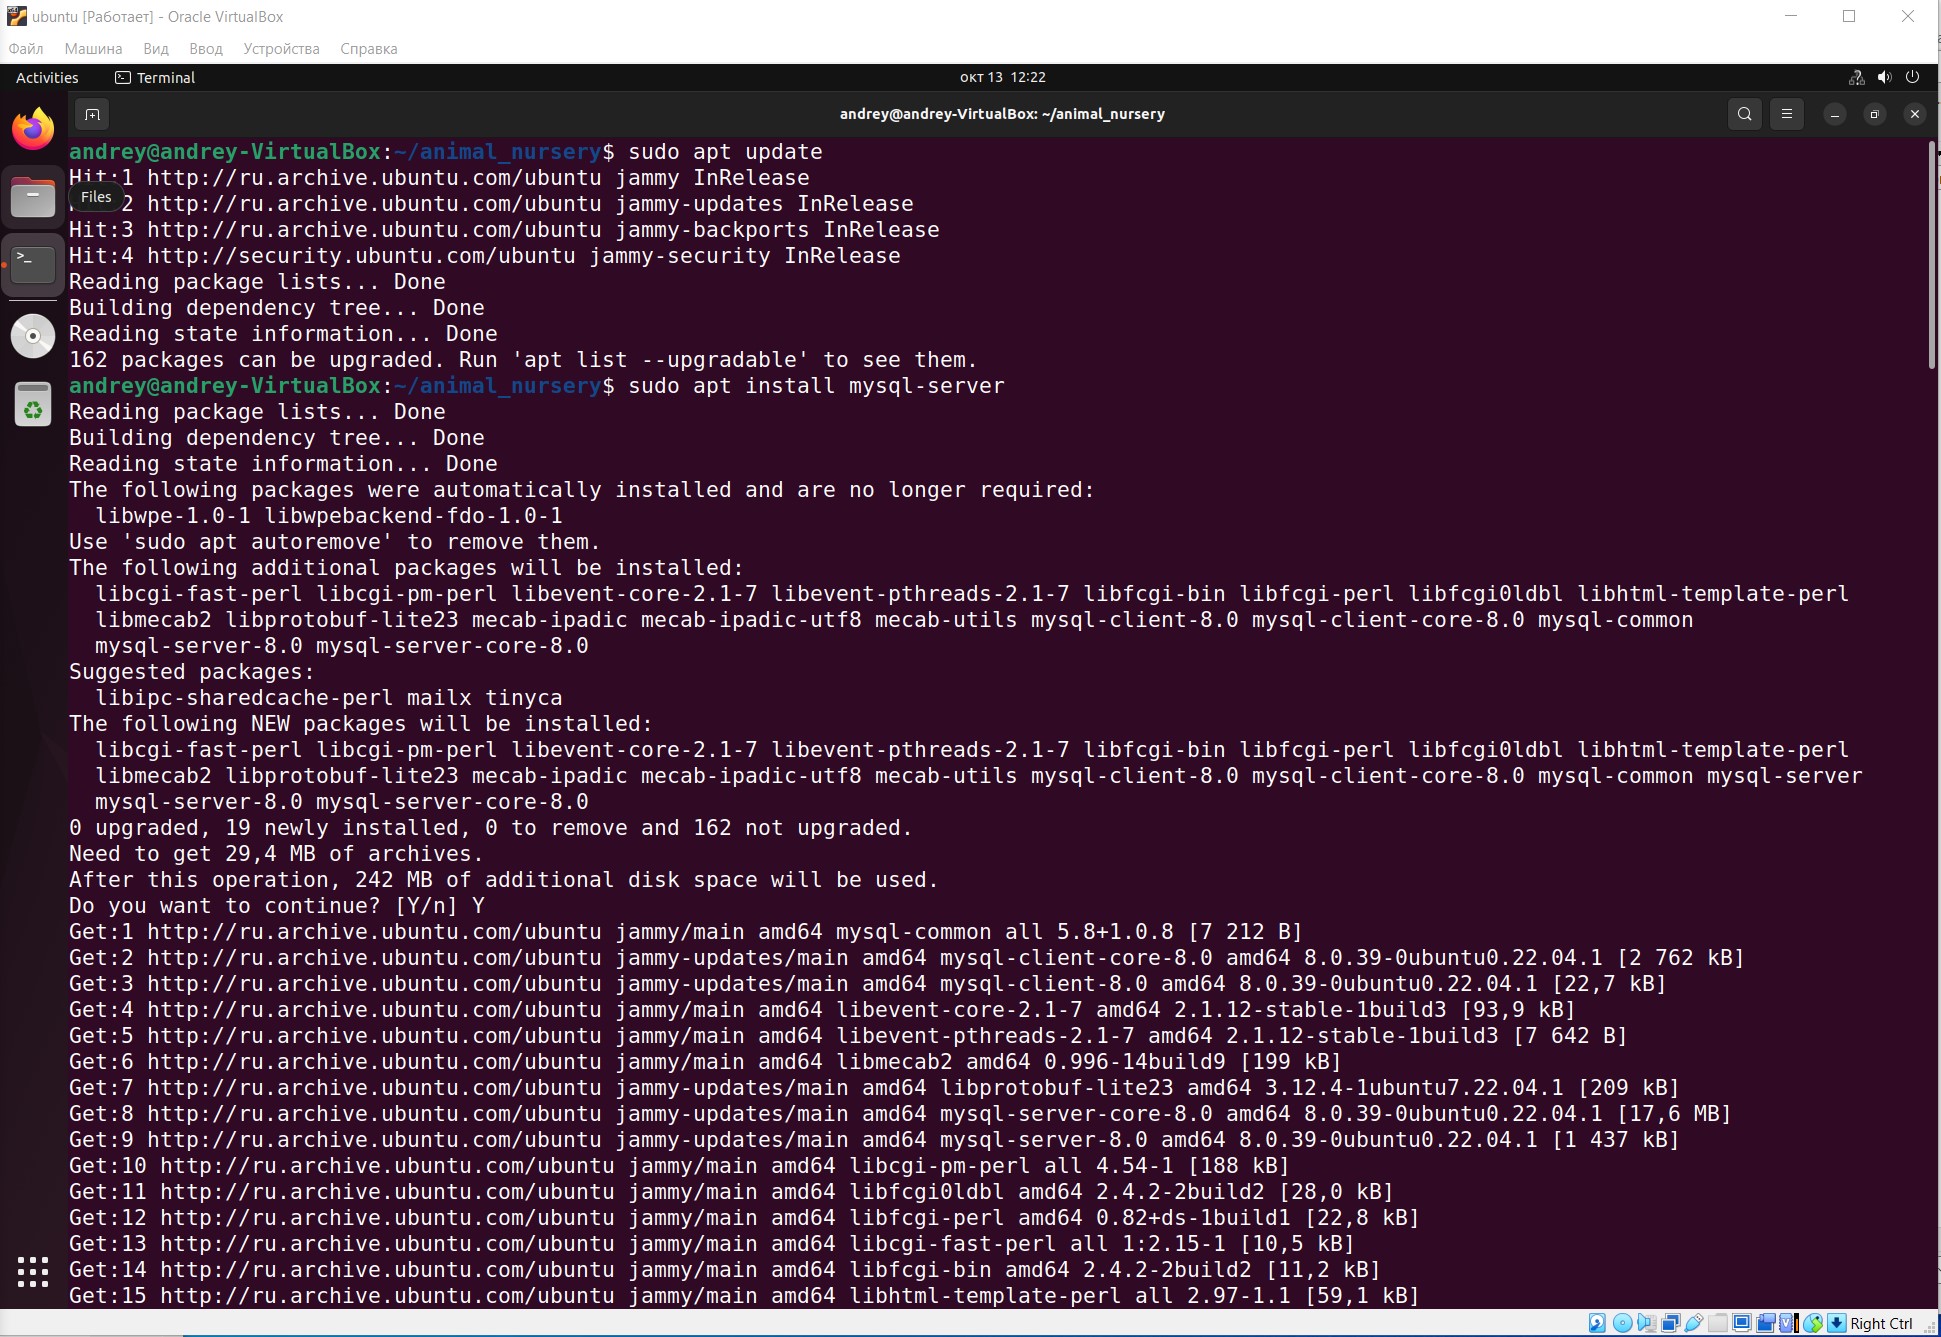 ubuntu [Работает] - Oracle VirtualBox
Файл Машина Вид Ввод Устройства Справка
Activities Terminal окт 13 12:22
andrey@andrey-VirtualBox: ~/animal_nursery
andrey@andrey-VirtualBox:~/animal_nursery$ sudo apt update
Hit:1 http://ru.archive.ubuntu.com/ubuntu jammy InRelease
Files
2 http://ru.archive.ubuntu.com/ubuntu jammy-updates InRelease
Hit:3 http://ru.archive.ubuntu.com/ubuntu jammy-backports InRelease
Hit:4 http://security.ubuntu.com/ubuntu jammy-security InRelease
Reading package lists... Done
Building dependency tree... Done
Reading state information... Done
162 packages can be upgraded. Run 'apt list --upgradable' to see them.
andrey@andrey-VirtualBox:~/animal_nursery$ sudo apt install mysql-server
Reading package lists... Done
Building dependency tree... Done
Reading state information... Done
The following packages were automatically installed and are no longer required:
libwpe-1.0-1 libwpebackend-fdo-1.0-1
Use 'sudo apt autoremove' to remove them.
The following additional packages will be installed:
libcgi-fast-perl libcgi-pm-perl libevent-core-2.1-7 libevent-pthreads-2.1-7 libfcgi-bin libfcgi-perl libfcgi0ldbl libhtml-template-perl
libmecab2 libprotobuf-lite23 mecab-ipadic mecab-ipadic-utf8 mecab-utils mysql-client-8.0 mysql-client-core-8.0 mysql-common
mysql-server-8.0 mysql-server-core-8.0
Suggested packages:
libipc-sharedcache-perl mailx tinyca
The following NEW packages will be installed:
libcgi-fast-perl libcgi-pm-perl libevent-core-2.1-7 libevent-pthreads-2.1-7 libfcgi-bin libfcgi-perl libfcgi0ldbl libhtml-template-perl
libmecab2 libprotobuf-lite23 mecab-ipadic mecab-ipadic-utf8 mecab-utils mysql-client-8.0 mysql-client-core-8.0 mysql-common mysql-server
mysql-server-8.0 mysql-server-core-8.0
0 upgraded, 19 newly installed, 0 to remove and 162 not upgraded.
Need to get 29,4 MB of archives.
After this operation, 242 MB of additional disk space will be used.
Do you want to continue? [Y/n] Y
Get:1 http://ru.archive.ubuntu.com/ubuntu jammy/main amd64 mysql-common all 5.8+1.0.8 [7 212 B]
Get:2 http://ru.archive.ubuntu.com/ubuntu jammy-updates/main amd64 mysql-client-core-8.0 amd64 8.0.39-0ubuntu0.22.04.1 [2 762 kB]
Get:3 http://ru.archive.ubuntu.com/ubuntu jammy-updates/main amd64 mysql-client-8.0 amd64 8.0.39-0ubuntu0.22.04.1 [22,7 kB]
Get:4 http://ru.archive.ubuntu.com/ubuntu jammy/main amd64 libevent-core-2.1-7 amd64 2.1.12-stable-1build3 [93,9 kB]
Get:5 http://ru.archive.ubuntu.com/ubuntu jammy/main amd64 libevent-pthreads-2.1-7 amd64 2.1.12-stable-1build3 [7 642 B]
Get:6 http://ru.archive.ubuntu.com/ubuntu jammy/main amd64 libmecab2 amd64 0.996-14build9 [199 kB]
Get:7 http://ru.archive.ubuntu.com/ubuntu jammy-updates/main amd64 libprotobuf-lite23 amd64 3.12.4-1ubuntu7.22.04.1 [209 kB]
Get:8 http://ru.archive.ubuntu.com/ubuntu jammy-updates/main amd64 mysql-server-core-8.0 amd64 8.0.39-0ubuntu0.22.04.1 [17,6 MB]
Get:9 http://ru.archive.ubuntu.com/ubuntu jammy-updates/main amd64 mysql-server-8.0 amd64 8.0.39-0ubuntu0.22.04.1 [1 437 kB]
Get:10 http://ru.archive.ubuntu.com/ubuntu jammy/main amd64 libcgi-pm-perl all 4.54-1 [188 kB]
Get:11 http://ru.archive.ubuntu.com/ubuntu jammy/main amd64 libfcgi0ldbl amd64 2.4.2-2build2 [28,0 kB]
Get:12 http://ru.archive.ubuntu.com/ubuntu jammy/main amd64 libfcgi-perl amd64 0.82+ds-1build1 [22,8 kB]
Get:13 http://ru.archive.ubuntu.com/ubuntu jammy/main amd64 libcgi-fast-perl all 1:2.15-1 [10,5 kB]
Get:14 http://ru.archive.ubuntu.com/ubuntu jammy/main amd64 libfcgi-bin amd64 2.4.2-2build2 [11,2 kB]
Get:15 http://ru.archive.ubuntu.com/ubuntu jammy/main amd64 libhtml-template-perl all 2.97-1.1 [59,1 kB]
Right Ctrl